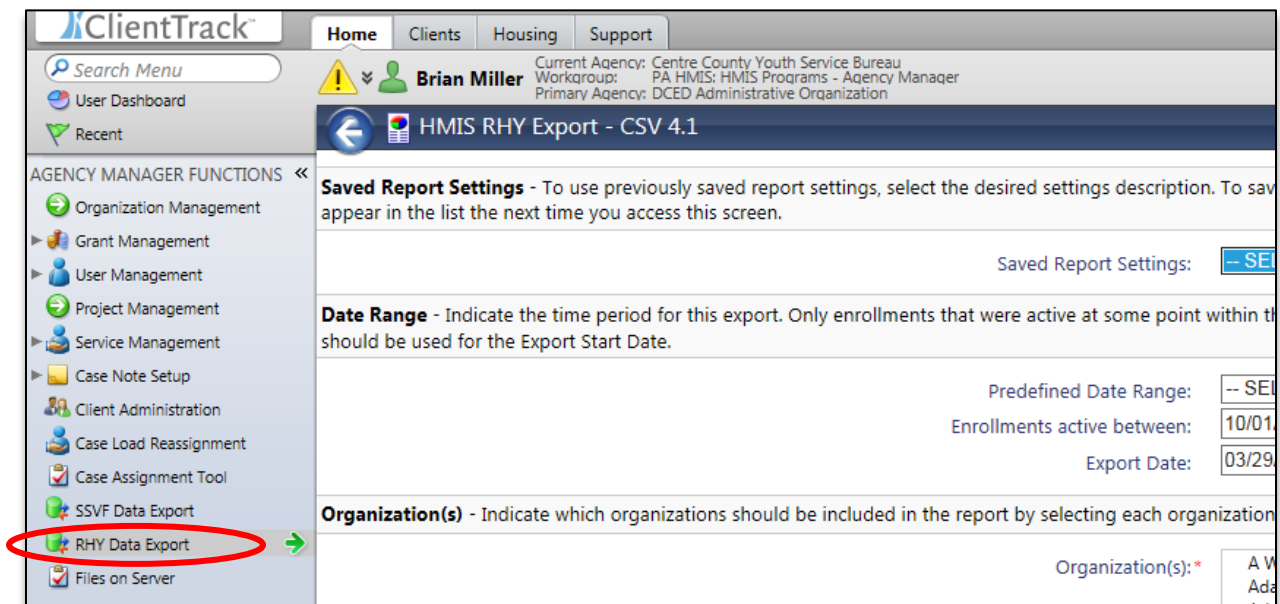 ClientTrack™
Home Clients Housing Support
Search Menu
User Dashboard
Recent
Brian Miller
Current Agency: Centre County Youth Service Bureau
Workgroup: PA HMIS: HMIS Programs - Agency Manager
Primary Agency: DCED Administrative Organization
HMIS RHY Export - CSV 4.1
AGENCY MANAGER FUNCTIONS «
Organization Management
Grant Management
User Management
Project Management
Service Management
Case Note Setup
Client Administration
Case Load Reassignment
Case Assignment Tool
SSVF Data Export
RHY Data Export
Files on Server
Saved Report Settings - To use previously saved report settings, select the desired settings description. To sav
appear in the list the next time you access this screen.
Saved Report Settings: -- SEL
Date Range - Indicate the time period for this export. Only enrollments that were active at some point within th
should be used for the Export Start Date.
Predefined Date Range: -- SEL
Enrollments active between: 10/01/
Export Date: 03/29/
Organization(s) - Indicate which organizations should be included in the report by selecting each organization
Organization(s):* A W
Ada